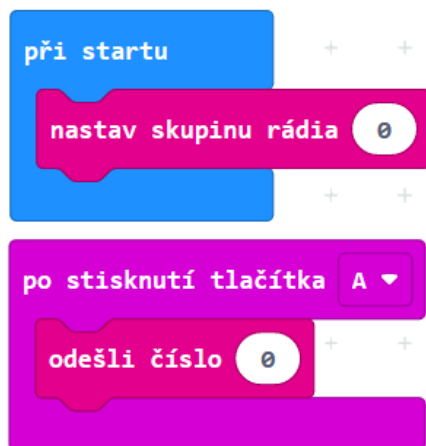 při startu
nastav skupinu rádia 0
po stisknutí tlačítka A
odešli číslo 0